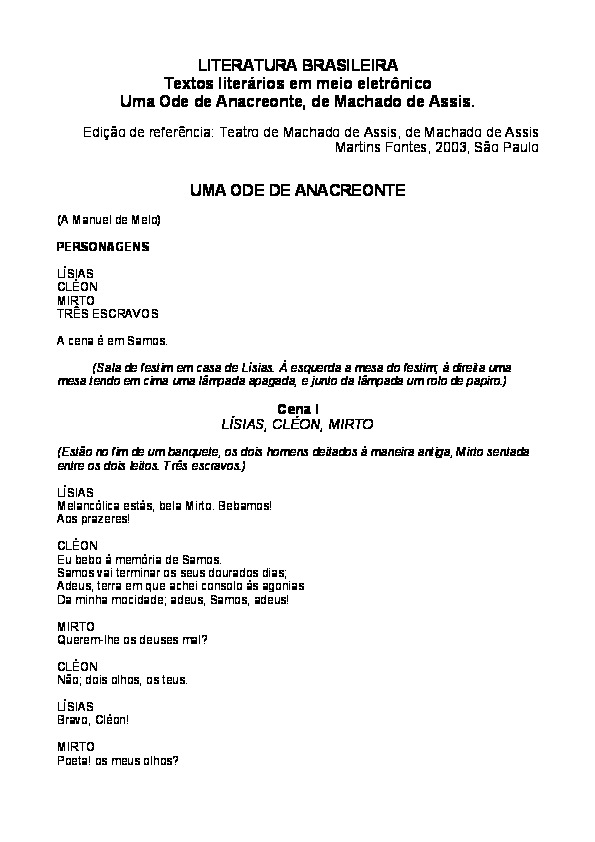 LITERATURA BRASILEIRA
Textos literários em meio eletrônico
Uma Ode de Anacreonte, de Machado de Assis.
Edição de referência: Teatro de Machado de Assis, de Machado de Assis
Martins Fontes, 2003, São Paulo
UMA ODE DE ANACREONTE
(A Manuel de Melo)
PERSONAGENS
LÍSIAS
CLÉON
MIRTO
TRÊS ESCRAVOS
A cena é em Samos.
(Sala de festim em casa de Lísias. À esquerda a mesa do festim; à direita uma
mesa tendo em cima uma lâmpada apagada, e junto da lâmpada um rolo de papiro.)
Cena I
LÍSIAS, CLÉON, MIRTO
(Estão no fim de um banquete, os dois homens deitados à maneira antiga, Mirto sentada
entre os dois leitos. Três escravos.)
LÍSIAS
Melancólica estás, bela Mirto. Bebamos!
Aos prazeres!
CLÉON
Eu bebo à memória de Samos.
Samos vai terminar os seus dourados dias;
Adeus, terra em que achei consolo às agonias
Da minha mocidade; adeus, Samos, adeus!
MIRTO
Querem-lhe os deuses mal?
CLÉON
Não; dois olhos, os teus.
LÍSIAS
Bravo, Cléon!
MIRTO
Poeta! os meus olhos?